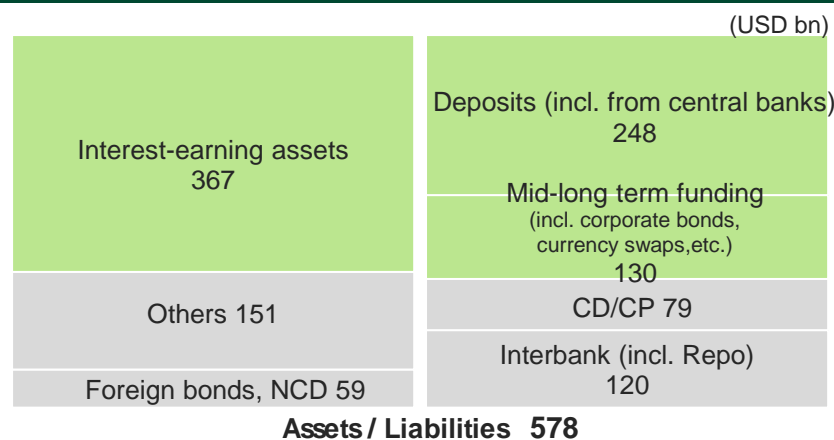 (USD bn)
Interest-earning assets
367
Others 151
Foreign bonds, NCD 59
Deposits (incl. from central banks)
248
Mid-long term funding
(incl. corporate bonds,
currency swaps,etc.)
130
CD/CP 79
Interbank (incl. Repo)
120
Assets / Liabilities 578